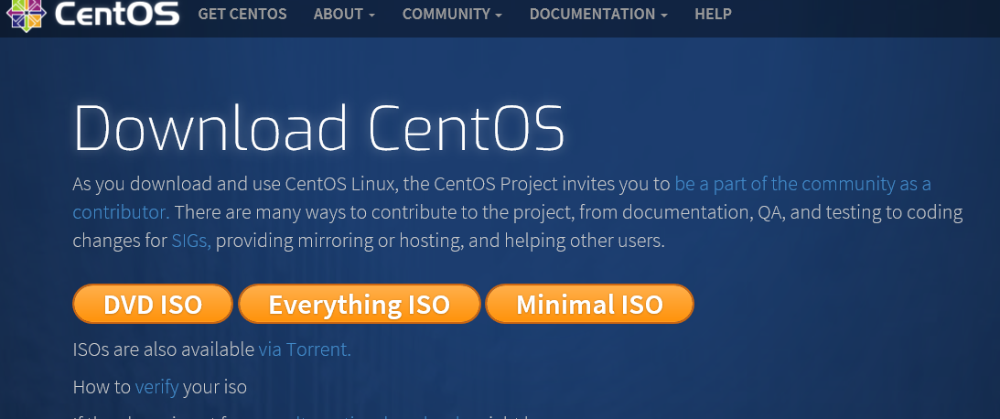 CentOS GET CENTOS ABOUT COMMUNITY DOCUMENTATION HELP
Download CentOS
As you download and use CentOS Linux, the CentOS Project invites you to be a part of the community as a
contributor. There are many ways to contribute to the project, from documentation, QA, and testing to coding
changes for SIGs, providing mirroring or hosting, and helping other users.
DVD ISO Everything ISO Minimal ISO
ISOs are also available via Torrent.
How to verify your iso